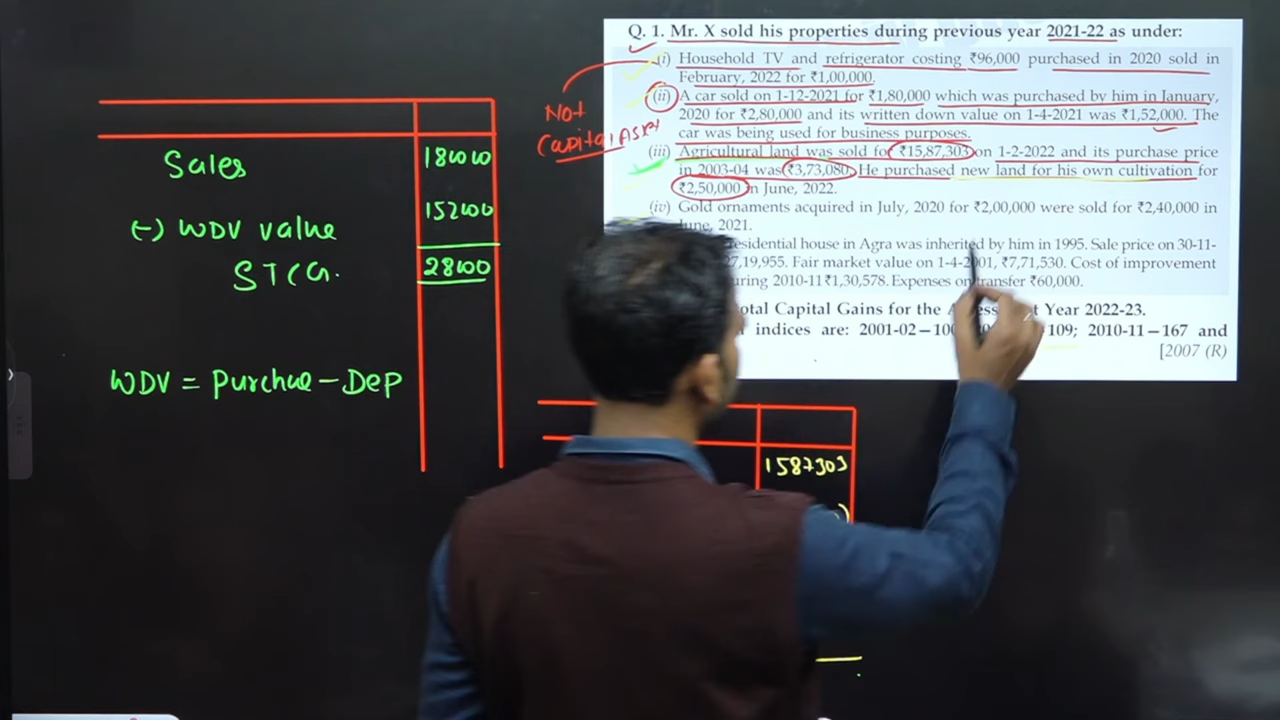 Q. 1. Mr. X sold his properties during previous year 2021-22 as under:
(i) Household TV and refrigerator costing ₹96,000 purchased in 2020 sold in
February, 2022 for ₹1,00,000.
(ii) A car sold on 1-12-2021 for ₹1,80,000 which was purchased by him in January,
2020 for ₹2,80,000 and its written down value on 1-4-2021 was ₹1,52,000. The
car was being used for business purposes.
(iii) Agricultural land was sold for ₹15,87,303 on 1-2-2022 and its purchase price
in 2003-04 was ₹3,73,080. He purchased new land for his own cultivation for
₹2,50,000 in June, 2022.
(iv) Gold ornaments acquired in July, 2020 for ₹2,00,000 were sold for ₹2,40,000 in
June, 2021.
esidential house in Agra was inherited by him in 1995. Sale price on 30-11-
27,19,955. Fair market value on 1-4-2001, ₹7,71,530. Cost of improvement
uring 2010-11 ₹1,30,578. Expenses on transfer ₹60,000.
otal Capital Gains for the Year 2022-23.
indices are: 2001-02—100 109; 2010-11—167 and
[2007 (R)
Not
Capital Asset
Sales 180000
(-) WDV value 152000
STCG. 28000
WDV = Purchae - Dep
1587303